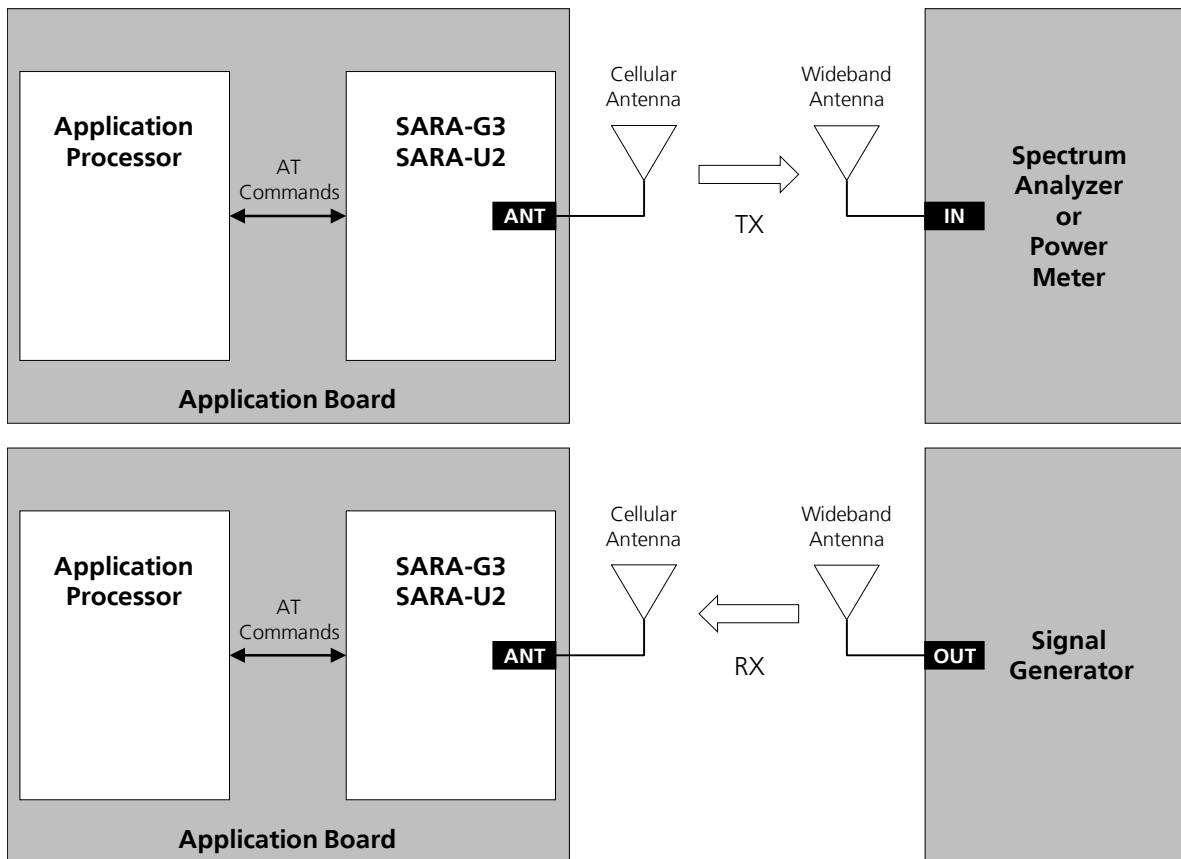 Application
Processor
AT
Commands
SARA-G3
SARA-U2
ANT
Application Board
Cellular
Antenna
TX
Wideband
Antenna
IN
Spectrum
Analyzer
or
Power
Meter
Application
Processor
AT
Commands
SARA-G3
SARA-U2
ANT
Application Board
Cellular
Antenna
RX
Wideband
Antenna
OUT
Signal
Generator